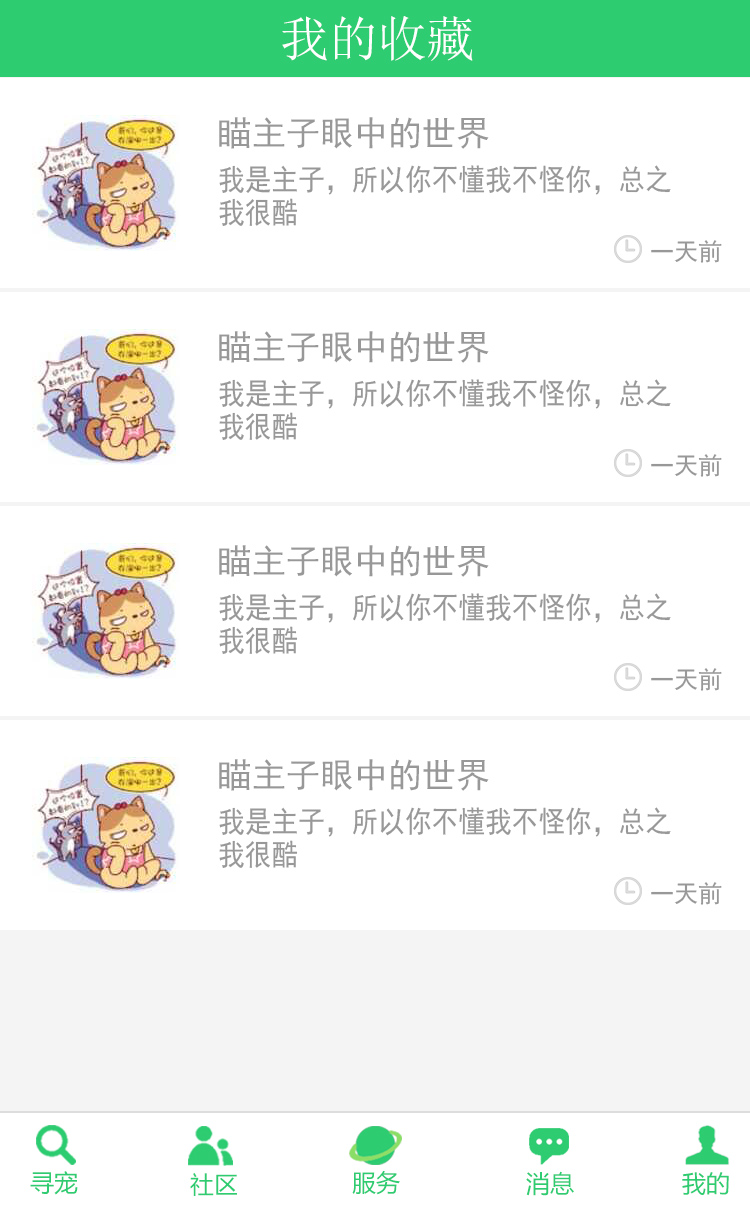 我的收藏
瞄主子眼中的世界
我是主子，所以你不懂我不怪你，总之
我很酷
一天前
瞄主子眼中的世界
我是主子，所以你不懂我不怪你，总之
我很酷
一天前
瞄主子眼中的世界
我是主子，所以你不懂我不怪你，总之
我很酷
一天前
瞄主子眼中的世界
我是主子，所以你不懂我不怪你，总之
我很酷
一天前
寻宠 社区 服务 消息 我的